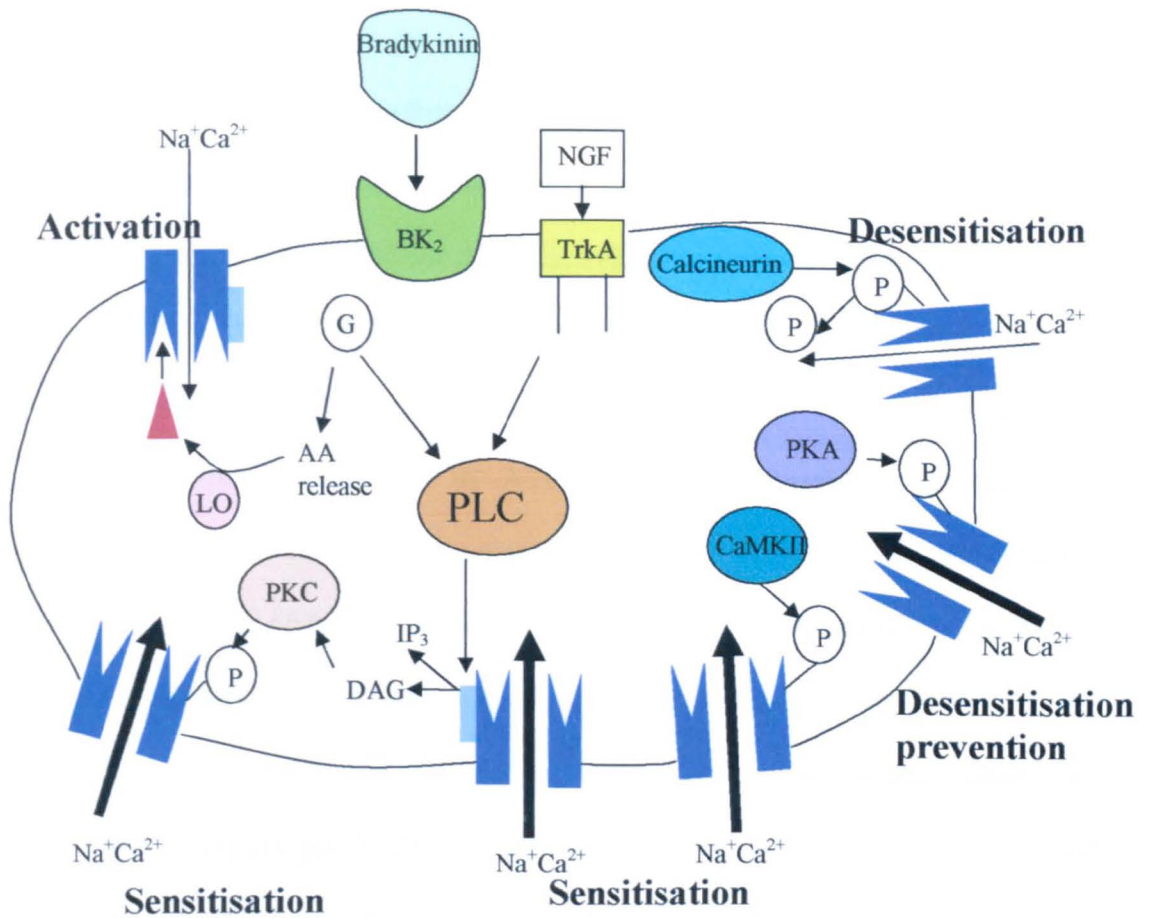 Bradykinin
Na⁺Ca²⁺
NGF
Activation
BK₂
TrkA
Calcineurin
Desensitisation
P
P
Na⁺Ca²⁺
G
PKA
P
AA
release
LO
PLC
CaMKII
PKC
P
IP₃
P
DAG
Na⁺Ca²⁺
Desensitisation
prevention
Na⁺Ca²⁺
Na⁺Ca²⁺
Na⁺Ca²⁺
Sensitisation
Sensitisation